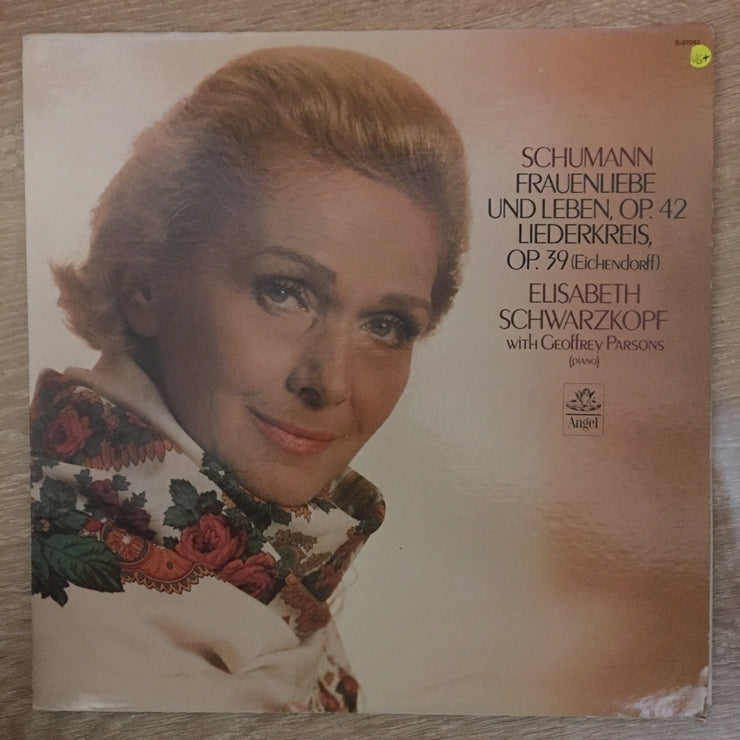 SCHUMANN
FRAUENLIEBE
UND LEBEN, OP. 42
LIEDERKREIS,
OP. 39 (EICHENDORFF)
ELISABETH
SCHWARZKOPF
WITH GEOFFREY PARSONS
(PIANO)
Angel